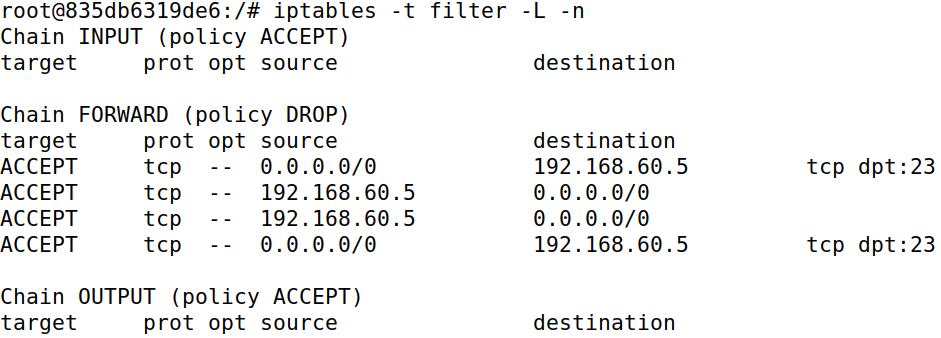 root@835db6319de6:/# iptables -t filter -L -n
Chain INPUT (policy ACCEPT)
target     prot opt source               destination

Chain FORWARD (policy DROP)
target     prot opt source               destination
ACCEPT     tcp  --  0.0.0.0/0            192.168.60.5         tcp dpt:23
ACCEPT     tcp  --  192.168.60.5         0.0.0.0/0
ACCEPT     tcp  --  192.168.60.5         0.0.0.0/0
ACCEPT     tcp  --  0.0.0.0/0            192.168.60.5         tcp dpt:23

Chain OUTPUT (policy ACCEPT)
target     prot opt source               destination